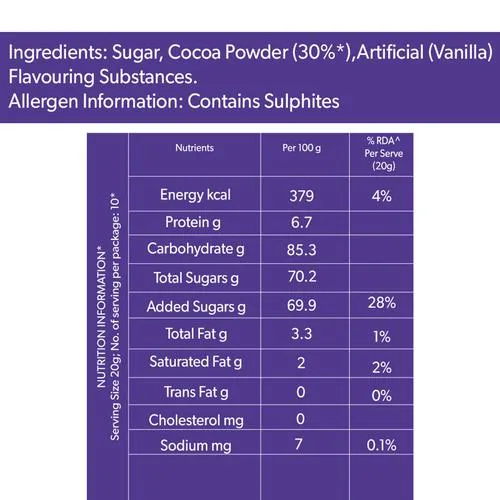 Ingredients: Sugar, Cocoa Powder (30%*),Artificial (Vanilla)
Flavouring Substances.
Allergen Information: Contains Sulphites
NUTRITION INFORMATION*
Serving Size 20g; No. of serving per package: 10*
Nutrients Per 100 g % RDA^ Per Serve (20g)
Energy kcal 379 4%
Protein g 6.7
Carbohydrate g 85.3
Total Sugars g 70.2
Added Sugars g 69.9 28%
Total Fat g 3.3 1%
Saturated Fat g 2 2%
Trans Fat g 0 0%
Cholesterol mg 0
Sodium mg 7 0.1%